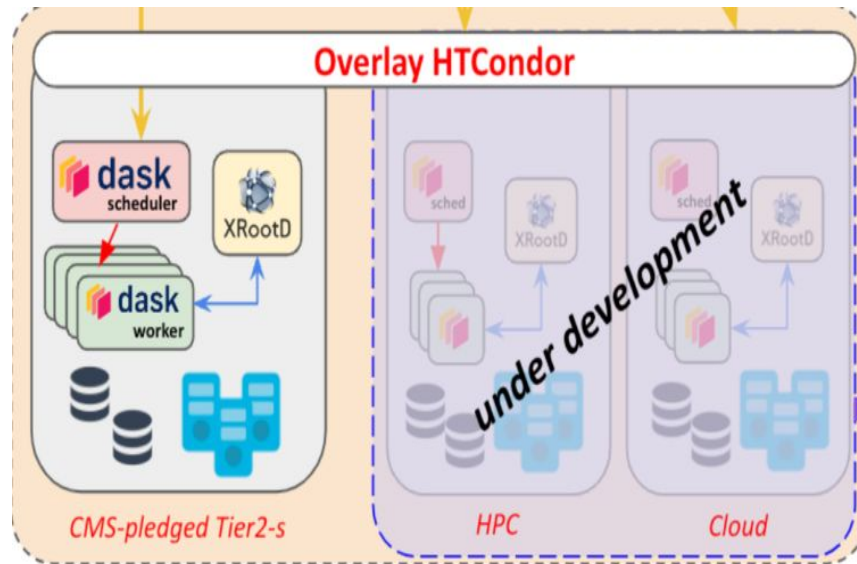 Overlay HTCondor
dask
scheduler
XRootD
dask
worker
sched
XRootD
sched
XRootD
under development
CMS-pledged Tier2-s
HPC
Cloud